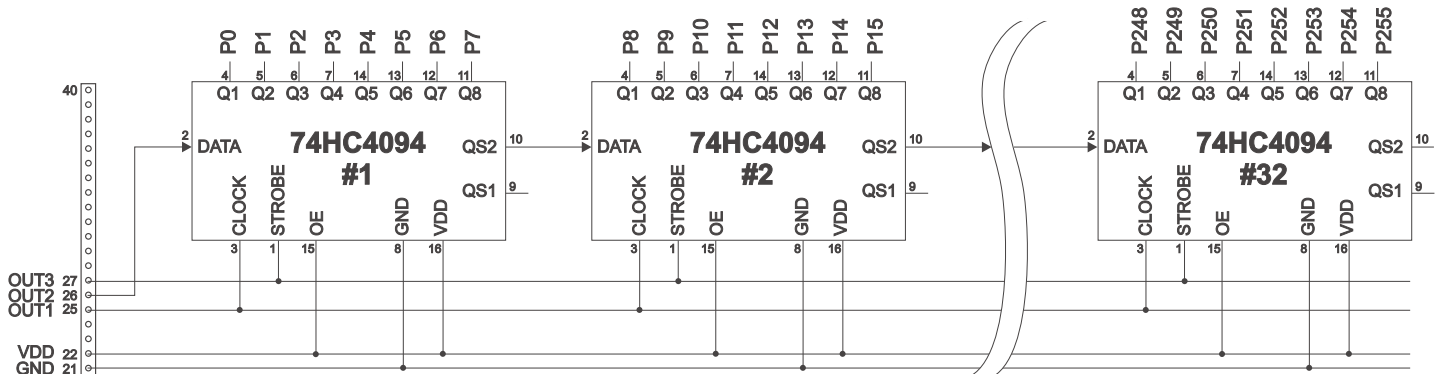 P0 P1 P2 P3 P4 P5 P6 P7 P8 P9 P10 P11 P12 P13 P14 P15 P248 P249 P250 P251 P252 P253 P254 P255
4 5 6 7 14 13 12 11 4 5 6 7 14 13 12 11 4 5 6 7 14 13 12 11
40 Q1 Q2 Q3 Q4 Q5 Q6 Q7 Q8 Q1 Q2 Q3 Q4 Q5 Q6 Q7 Q8 Q1 Q2 Q3 Q4 Q5 Q6 Q7 Q8
2 DATA 74HC4094 QS2 10 2 DATA 74HC4094 QS2 10 2 DATA 74HC4094 QS2 10
#1 #2 #32
QS1 9 QS1 9 QS1 9
CLOCK STROBE OE GND VDD CLOCK STROBE OE GND VDD CLOCK STROBE OE GND VDD
3 1 15 8 16 3 1 15 8 16 3 1 15 8 16
OUT3 27
OUT2 26
OUT1 25
VDD 22
GND 21